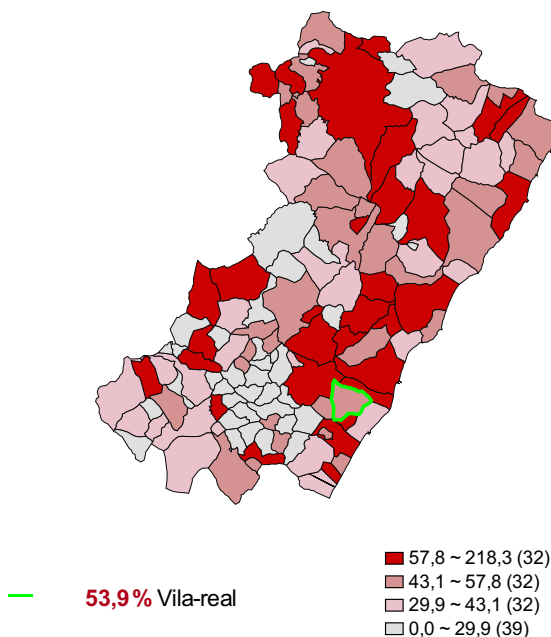 57,8 ~ 218,3 (32)
43,1 ~ 57,8 (32)
29,9 ~ 43,1 (32)
0,0 ~ 29,9 (39)
53,9 % Vila-real